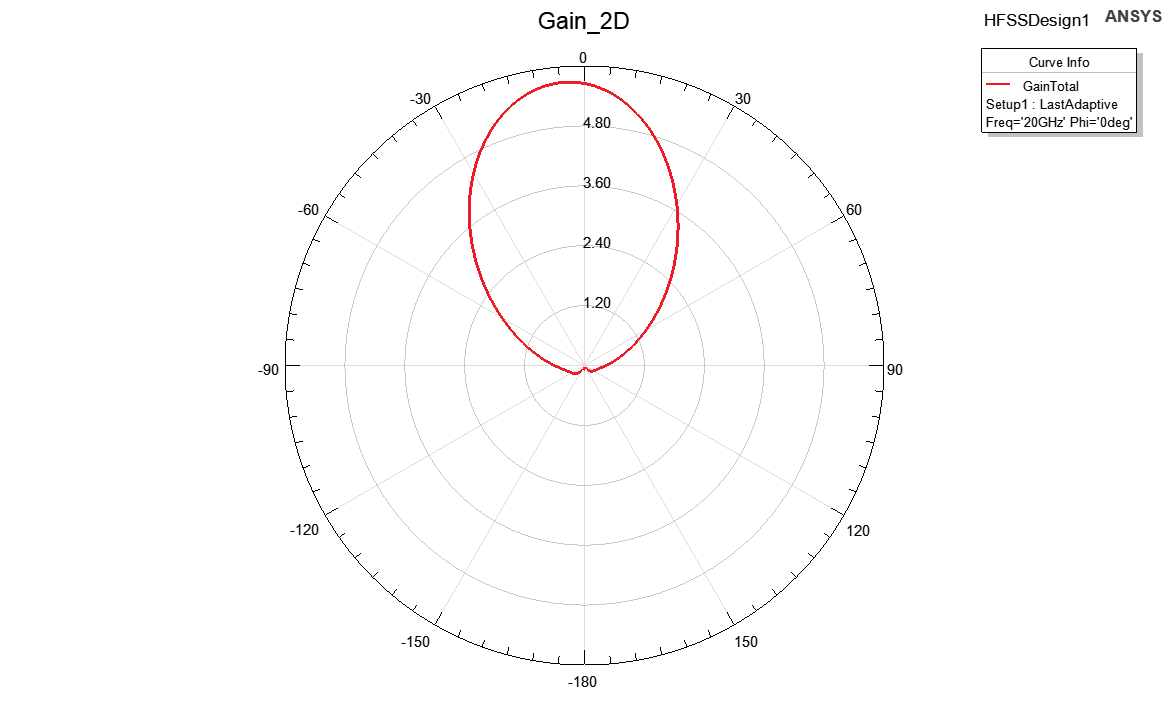 Gain_2D
HFSSDesign1
ANSYS
Curve Info
GainTotal
Setup1 : LastAdaptive
Freq='20GHz' Phi='0deg'
0
-30
30
4.80
3.60
-60
60
2.40
1.20
-90
90
-120
120
-150
150
-180